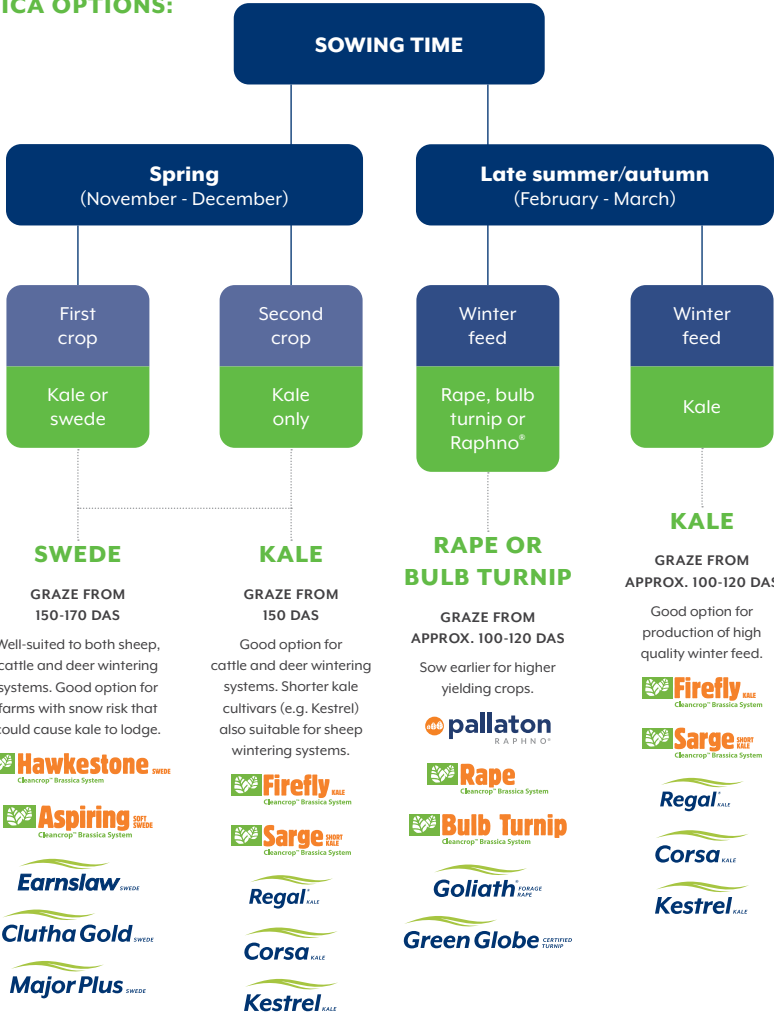 ICA OPTIONS:
SOWING TIME
Spring
(November - December)
Late summer/autumn
(February - March)
First
crop
Kale or
swede
Second
crop
Kale
only
Winter
feed
Rape, bulb
turnip or
Raphno®
Winter
feed
Kale
SWEDE
GRAZE FROM
150-170 DAS
Well-suited to both sheep,
cattle and deer wintering
systems. Good option for
farms with snow risk that
could cause kale to lodge.
Hawkestone SWEDE
Cleancrop™ Brassica System
Aspiring SOFT SWEDE
Cleancrop™ Brassica System
Earnslaw SWEDE
Clutha Gold SWEDE
Major Plus SWEDE
KALE
GRAZE FROM
150 DAS
Good option for
cattle and deer wintering
systems. Shorter kale
cultivars (e.g. Kestrel)
also suitable for sheep
wintering systems.
Firefly KALE
Cleancrop™ Brassica System
Sarge SHORT KALE
Cleancrop™ Brassica System
Regal® KALE
Corsa KALE
Kestrel KALE
RAPE OR
BULB TURNIP
GRAZE FROM
APPROX. 100-120 DAS
Sow earlier for higher
yielding crops.
pallaton
RAPHNO®
Rape
Cleancrop™ Brassica System
Bulb Turnip
Cleancrop™ Brassica System
Goliath® FORAGE RAPE
Green Globe CERTIFIED TURNIP
KALE
GRAZE FROM
APPROX. 100-120 DAS
Good option for
production of high
quality winter feed.
Firefly KALE
Cleancrop™ Brassica System
Sarge SHORT KALE
Cleancrop™ Brassica System
Regal® KALE
Corsa KALE
Kestrel KALE